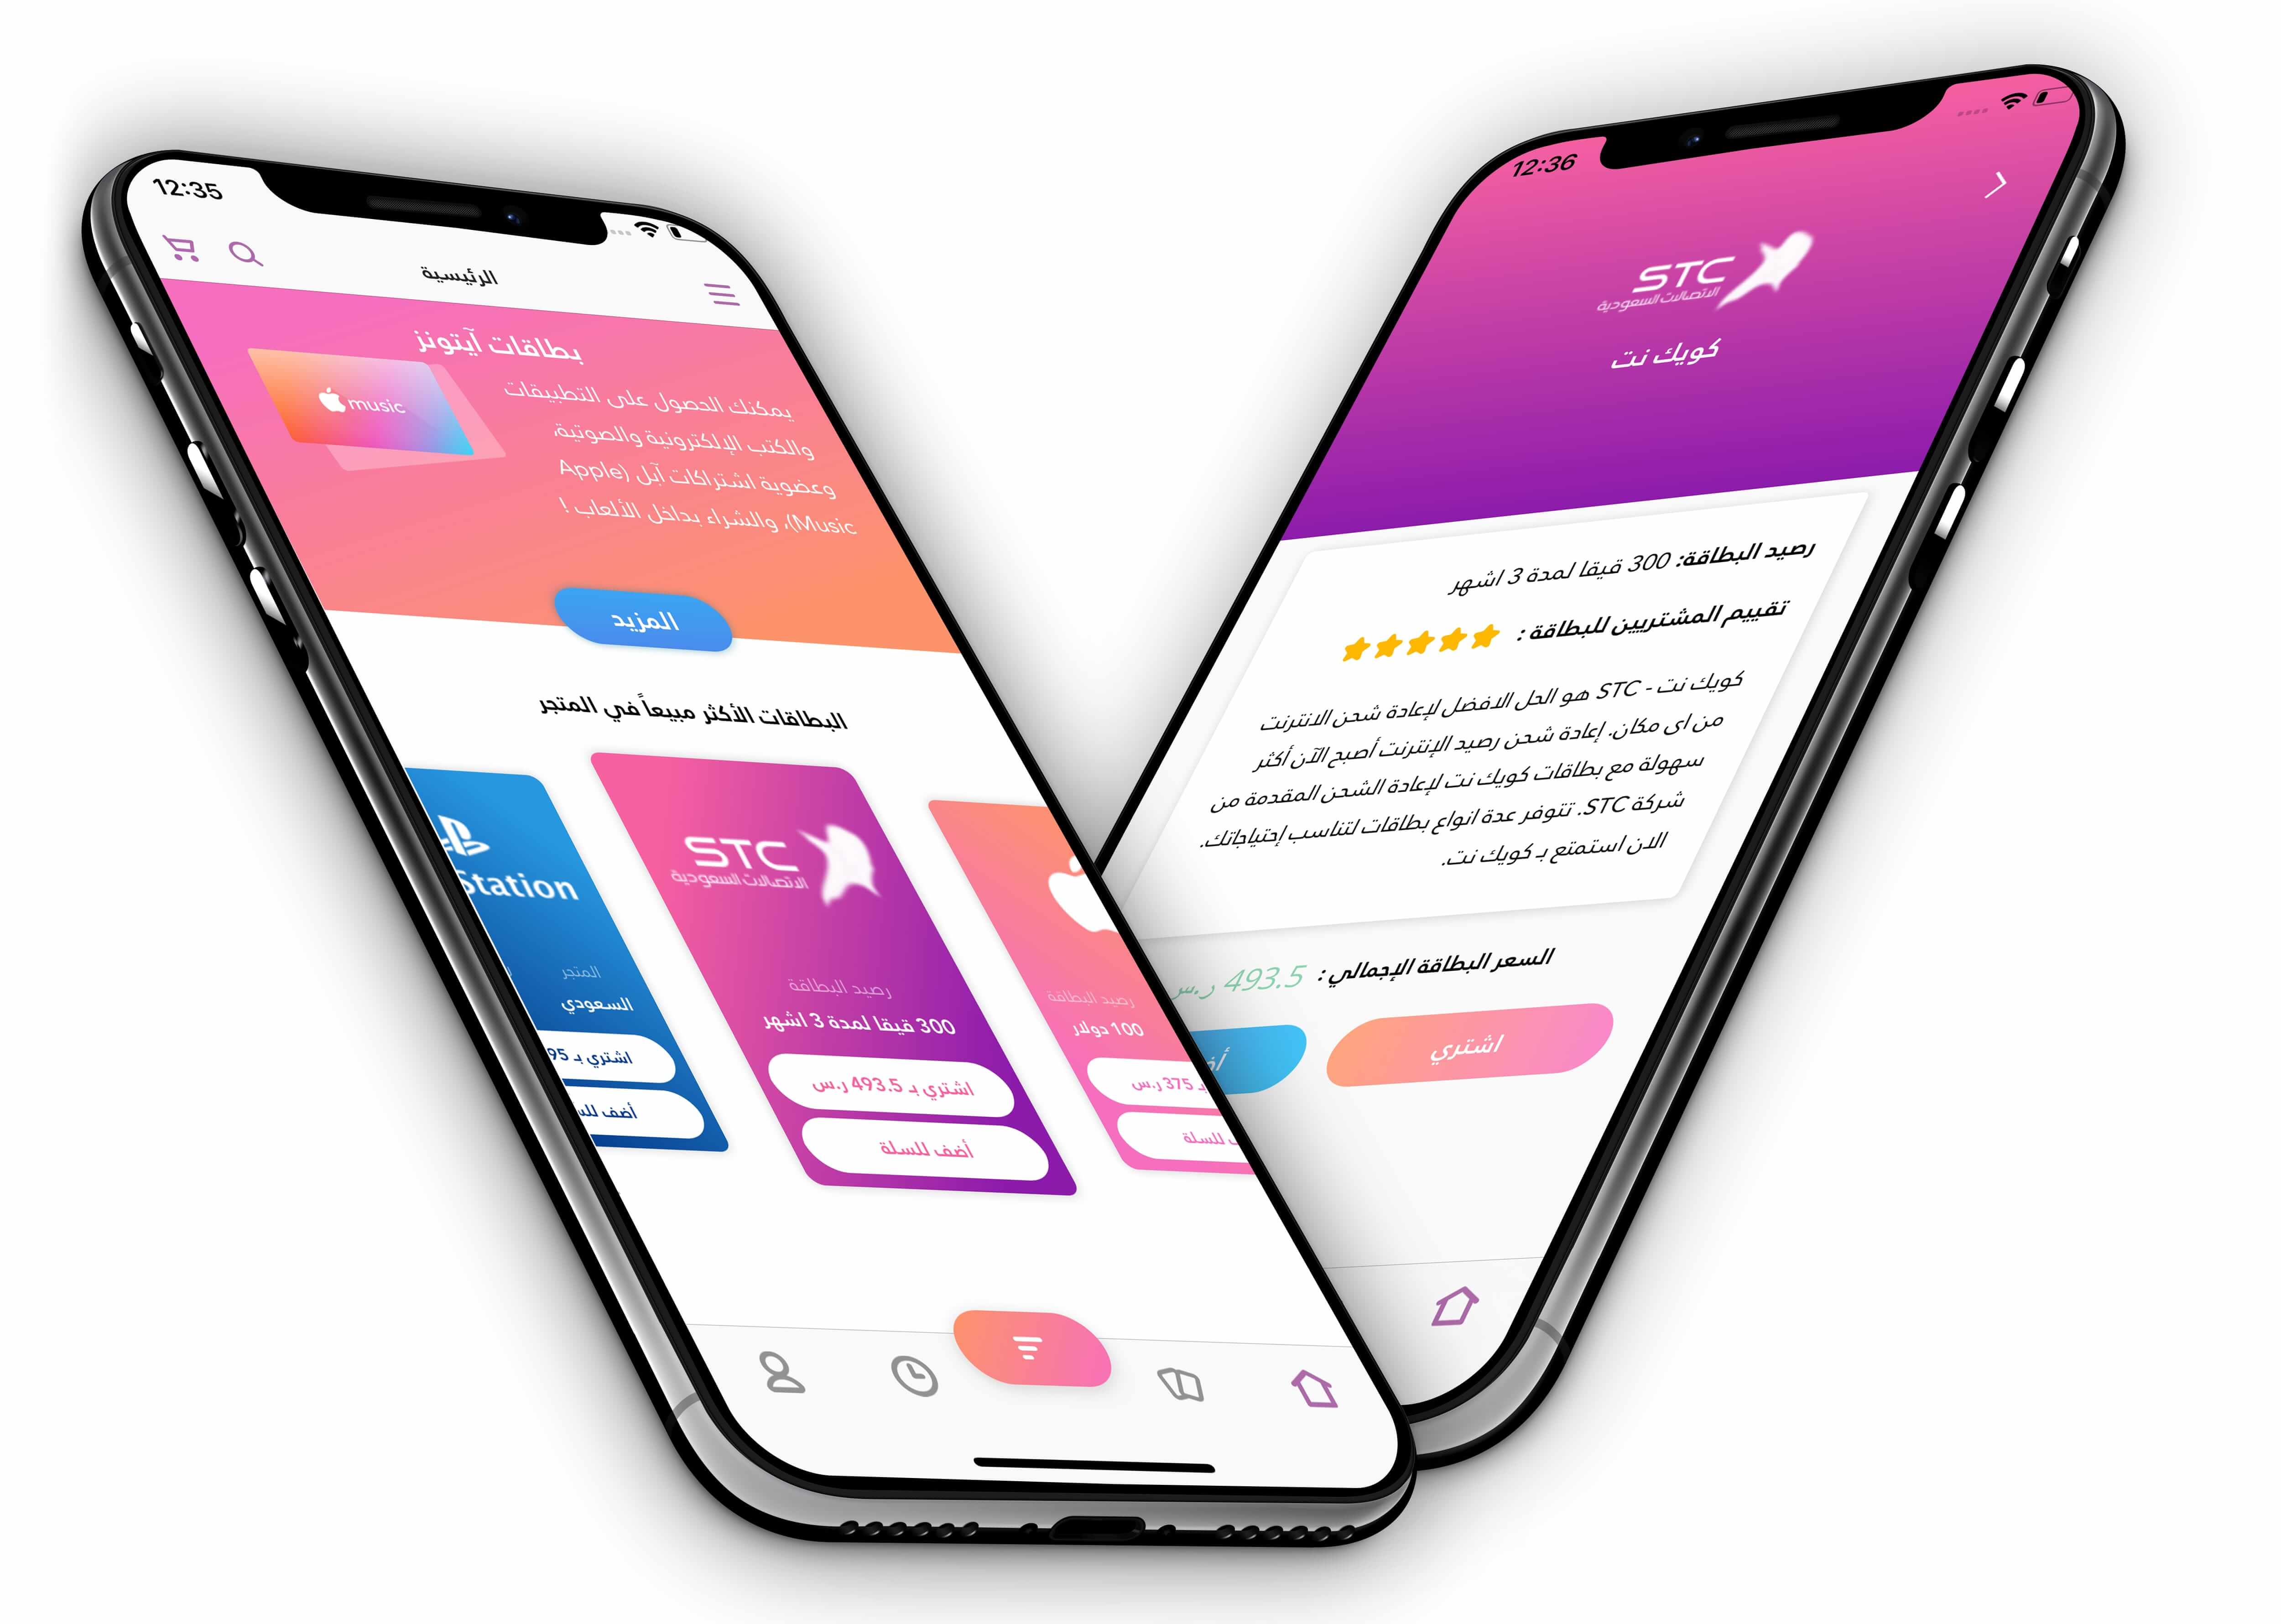 12:35
الرئيسية
بطاقات آيتونز
music
يمكنك الحصول على التطبيقات
والكتب الإلكترونية والصوتية،
وعضوية اشتراكات آبل (Apple
Music)، والشراء بداخل الألعاب !
المزيد
البطاقات الأكثر مبيعاً في المتجر
رصيد البطاقة
100 دولار
بـ 375 ر.س
للسلة
STC
الاتصالات السعودية
رصيد البطاقة
300 قيقا لمدة 3 اشهر
اشتري بـ 493.5 ر.س
أضف للسلة
Station
المتجر
السعودي
اشتري بـ 95
أضف للس
12:36
STC
الاتصالات السعودية
كويك نت
رصيد البطاقة: 300 قيقا لمدة 3 اشهر
تقييم المشتريين للبطاقة :
كويك نت - STC هو الحل الافضل لإعادة شحن الانترنت
من اى مكان. إعادة شحن رصيد الإنترنت أصبح الآن أكثر
سهولة مع بطاقات كويك نت لإعادة الشحن المقدمة من
شركة STC. تتوفر عدة انواع بطاقات لتناسب إحتياجاتك.
الان استمتع بـ كويك نت.
السعر البطاقة الإجمالي : 493.5 ر.س
اشتري
أض